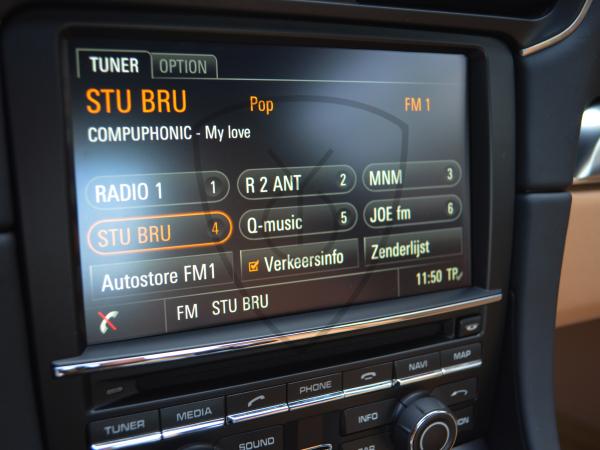 TUNER OPTION
STU BRU Pop FM 1
COMPUPHONIC - My love
RADIO 1 1 R 2 ANT 2 MNM 3
STU BRU 4 Q-music 5 JOE fm 6
Autostore FM1 Verkeersinfo Zenderlijst
FM STU BRU 11:50 TP
TUNER MEDIA PHONE NAVI MAP
SOUND INFO